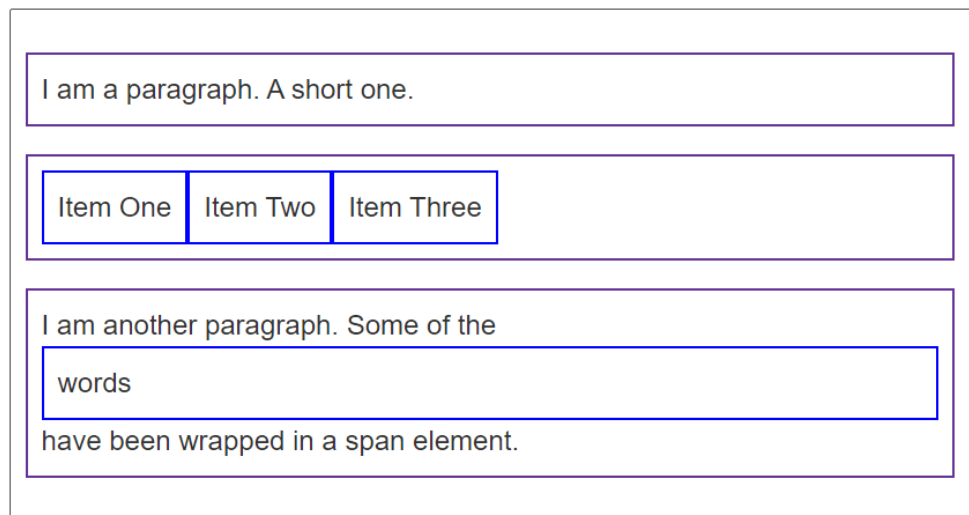 I am a paragraph. A short one.
Item One Item Two Item Three
I am another paragraph. Some of the
words
have been wrapped in a span element.